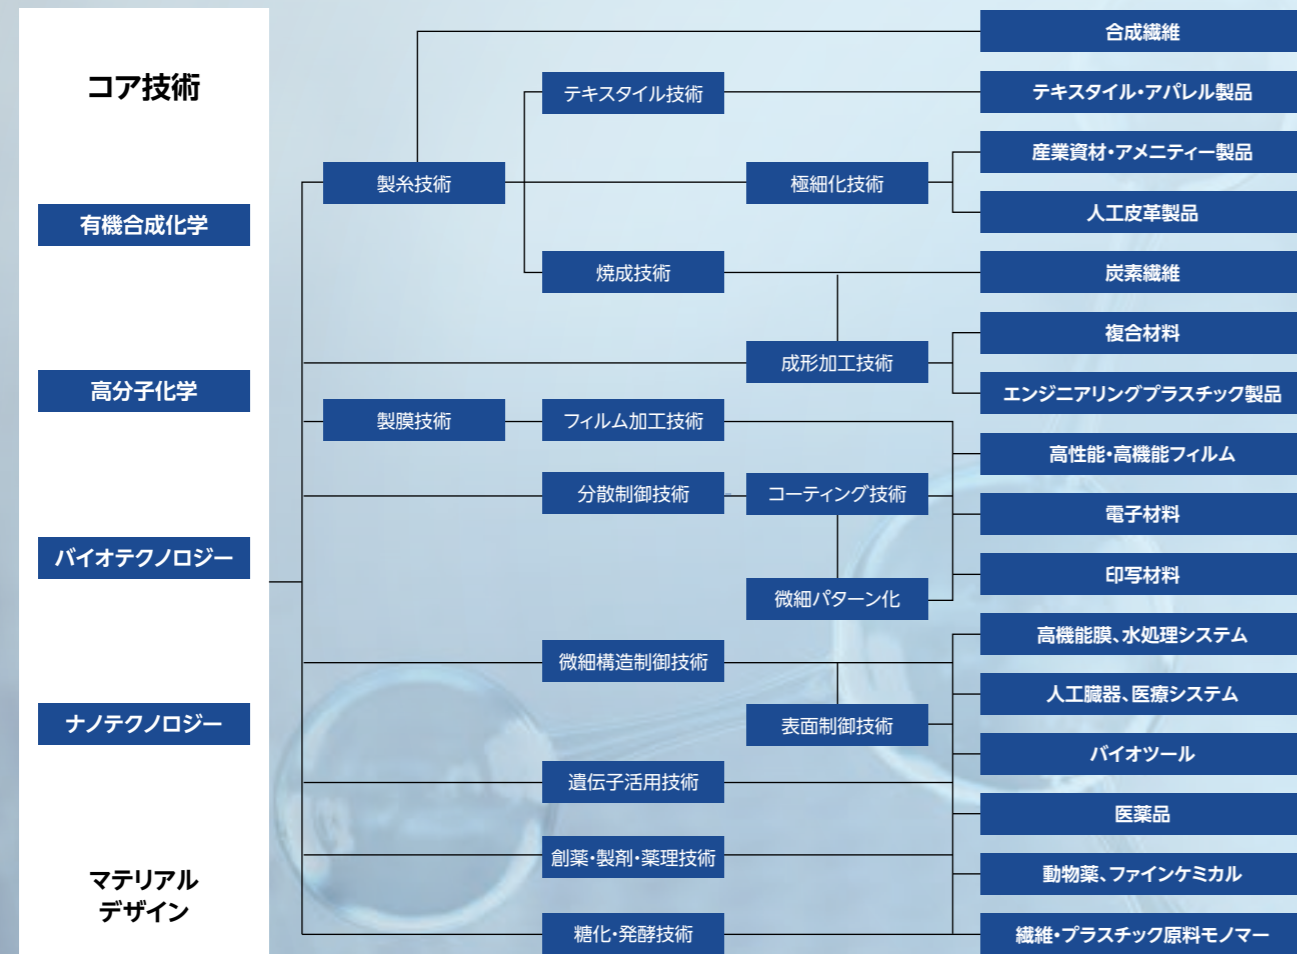 コア技術
有機合成化学
高分子化学
バイオテクノロジー
ナノテクノロジー
マテリアル
デザイン
製糸技術
製膜技術
テキスタイル技術
焼成技術
フィルム加工技術
分散制御技術
微細構造制御技術
遺伝子活用技術
創薬・製剤・薬理技術
糖化・発酵技術
極細化技術
成形加工技術
コーティング技術
微細パターン化
表面制御技術
合成繊維
テキスタイル・アパレル製品
産業資材・アメニティー製品
人工皮革製品
炭素繊維
複合材料
エンジニアリングプラスチック製品
高性能・高機能フィルム
電子材料
印写材料
高機能膜、水処理システム
人工臓器、医療システム
バイオツール
医薬品
動物薬、ファインケミカル
繊維・プラスチック原料モノマー